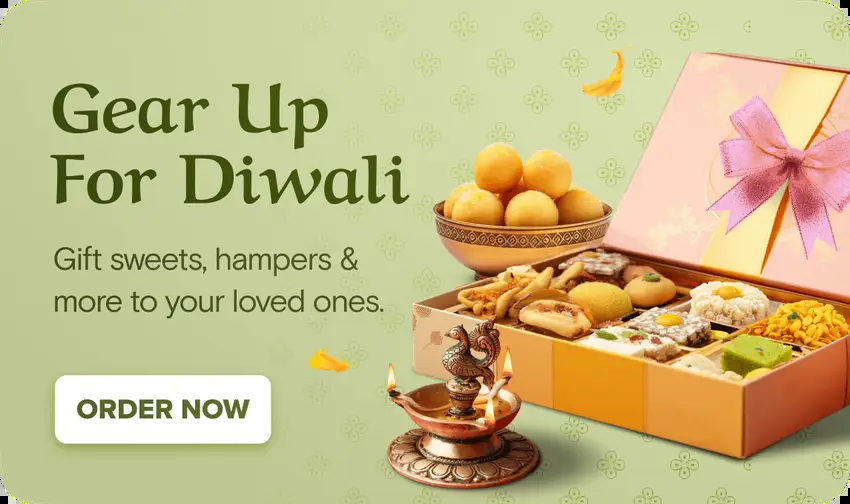 Gear Up
For Diwali
Gift sweets, hampers &
more to your loved ones.
ORDER NOW